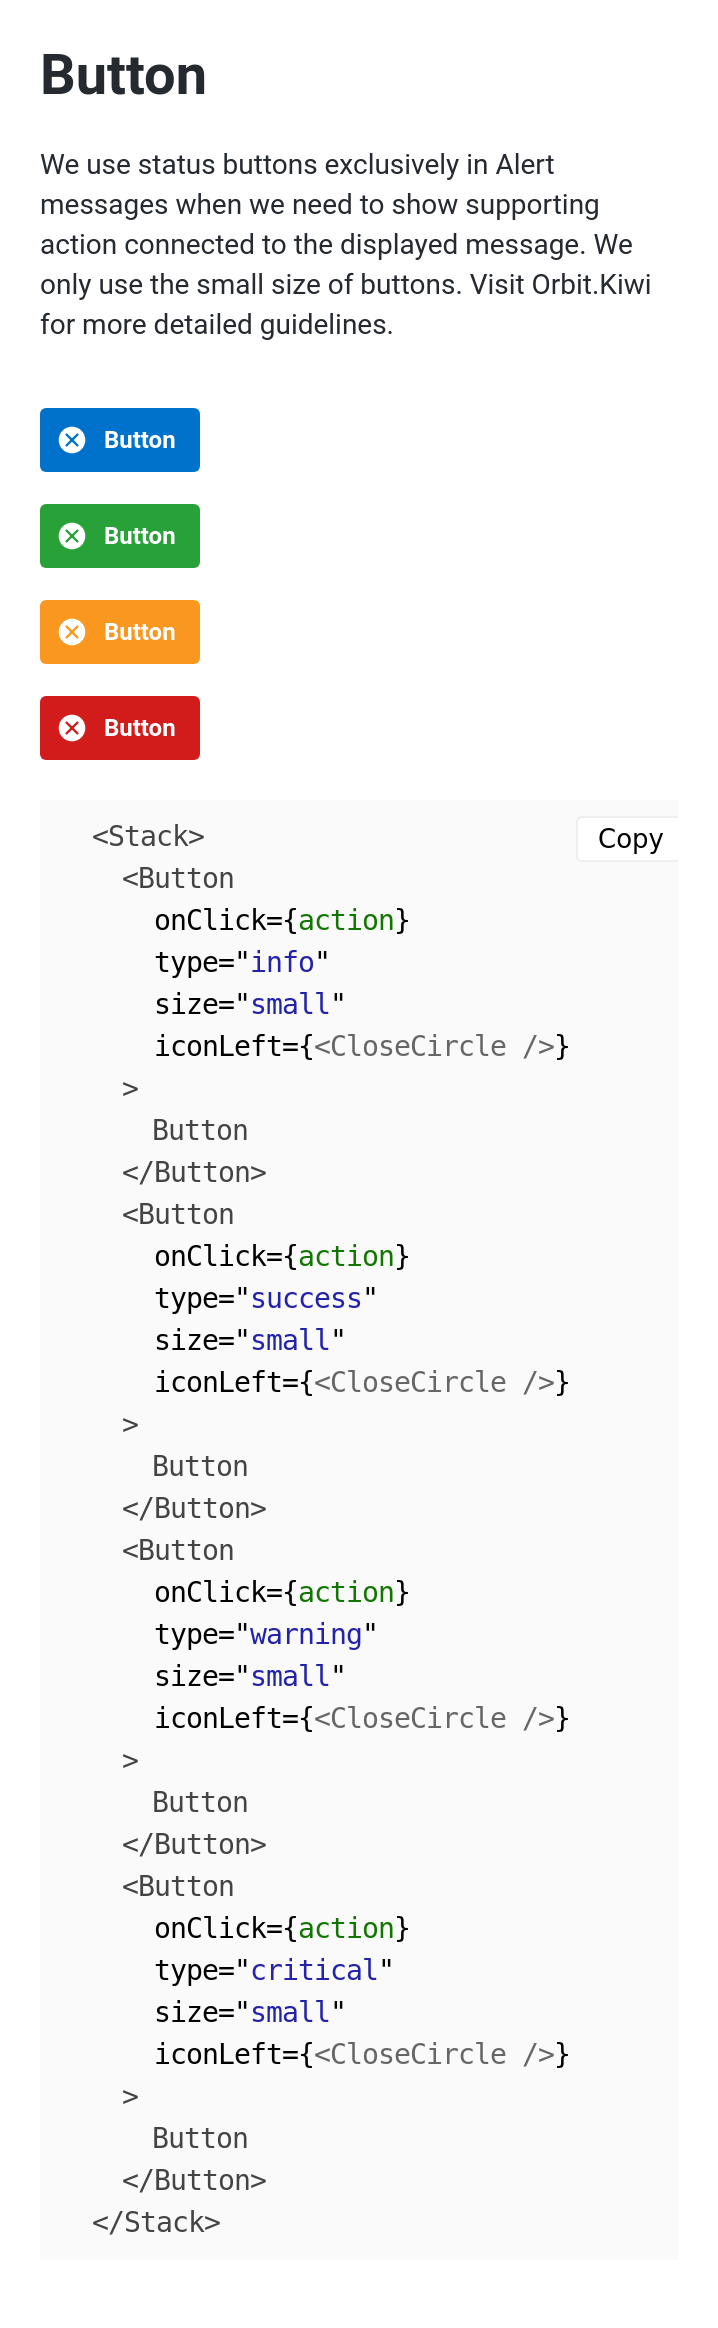 Button
We use status buttons exclusively in Alert
messages when we need to show supporting
action connected to the displayed message. We
only use the small size of buttons. Visit Orbit.Kiwi
for more detailed guidelines.
Button
Button
Button
Button
Copy
<Stack>
  <Button
    onClick={action}
    type="info"
    size="small"
    iconLeft={<CloseCircle />}
  >
    Button
  </Button>
  <Button
    onClick={action}
    type="success"
    size="small"
    iconLeft={<CloseCircle />}
  >
    Button
  </Button>
  <Button
    onClick={action}
    type="warning"
    size="small"
    iconLeft={<CloseCircle />}
  >
    Button
  </Button>
  <Button
    onClick={action}
    type="critical"
    size="small"
    iconLeft={<CloseCircle />}
  >
    Button
  </Button>
</Stack>